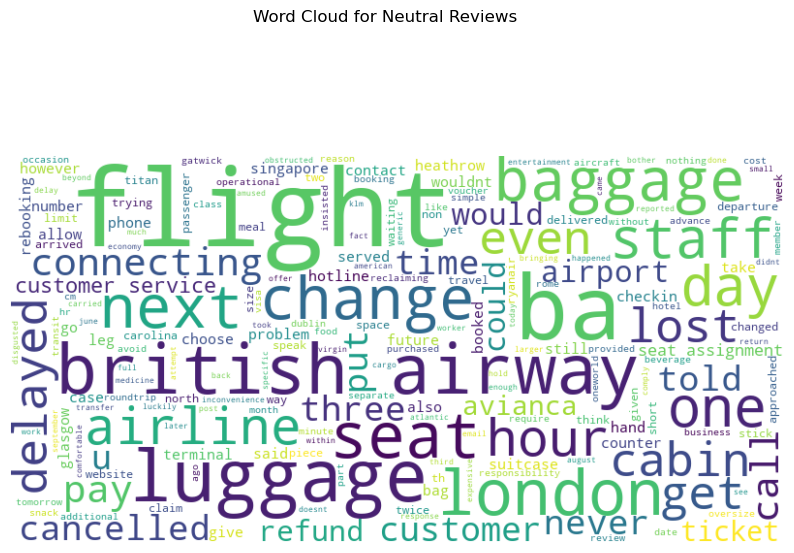 Word Cloud for Neutral Reviews
occasion
gatwick
obstructed
reason
heathrow
entertainment
aircraft
bother
nothing
done
cost
small
however
beyond
titan
amused
singapore
contact
wouldnt
flight
baggage
week
number
trying
operational
insisted
booking
voucher
came
delay
rebooking
limit
phone
passenger
class
klm
waiting
generic
like
simple
would
delivered
without
reported
advance
departure
allow
much
meal
fact
non
yet
even
staff
member
arrived
economy
served
american
time
happened
didnt
connecting
offer
hotline
reclaiming
travel
airport
bringing
take
day
customer service
size
visa
could
ryanair
rome
hotel
cm
carried
next
change
booked
today
ba
checkin
changed
hr
june
took
dublin
space
worker
lost
return
go
transit
leg
carolina
problem
food
future
still
provided
seat assignment
delayed
disgusted
avoid
choose
speak
virgin
purchased
larger
beverage
british airway
put
cargo
hold
enough
oneworld
told
comply
approached
medicine
full
back
specific
attempt
expensive
case
roundtrip
north
way
separate
three
also
avianca
given
short
business
stick
one
work
transfer
luckily
inconvenience
month
atlantic
require
think
hand
glasgow
september
comfortable
airline
post
later
minute
within
seat
email
hour
counter
u
terminal
said
piece
suitcase
cabin
call
website
ago
luggage
part
th
third
responsibility
bag
august
see
tomorrow
pay
claim
twice
doesnt
london
get
oversize
snack
additional
give
response
review
date
cancelled
refund
customer
never
ticket